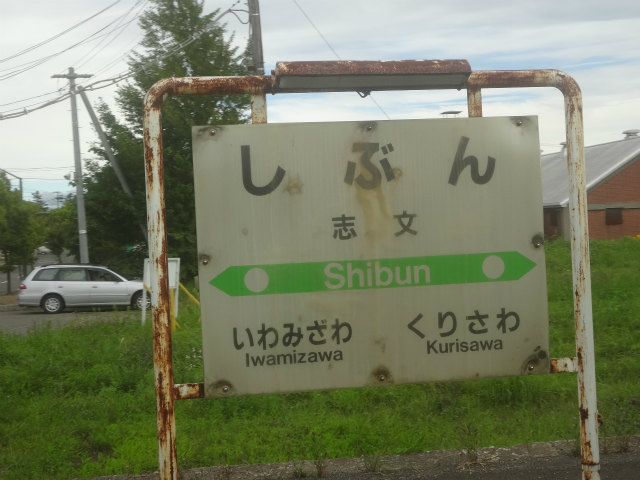 しぶん
志文
Shibun
いわみざわ くりさわ
Iwamizawa Kurisawa